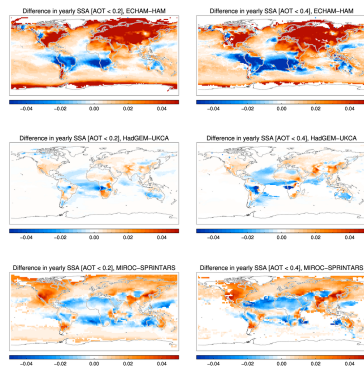 Difference in yearly SSA [AOT < 0.2], ECHAM−HAM
Difference in yearly SSA [AOT < 0.4], ECHAM−HAM
−0.04 −0.02 0.00 0.02 0.04
−0.04 −0.02 0.00 0.02 0.04
Difference in yearly SSA [AOT < 0.2], HadGEM−UKCA
Difference in yearly SSA [AOT < 0.4], HadGEM−UKCA
−0.04 −0.02 0.00 0.02 0.04
−0.04 −0.02 0.00 0.02 0.04
Difference in yearly SSA [AOT < 0.2], MIROC−SPRINTARS
Difference in yearly SSA [AOT < 0.4], MIROC−SPRINTARS
−0.04 −0.02 0.00 0.02 0.04
−0.04 −0.02 0.00 0.02 0.04